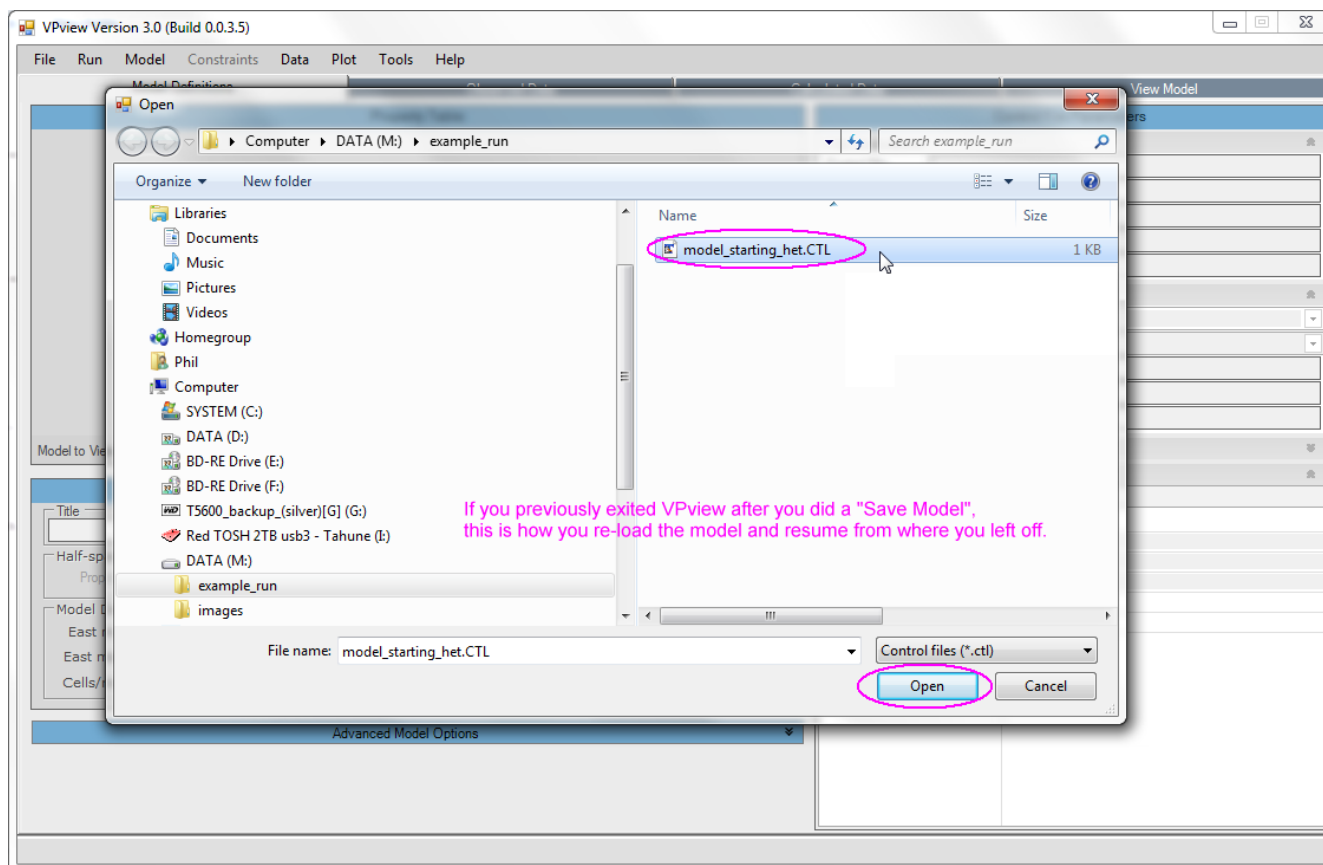 VPview Version 3.0 (Build 0.0.3.5)
File Run Model Constraints Data Plot Tools Help
Model Definitions
View Model
Open
Computer DATA (M:) example_run
Search example_run
Organize New folder
Libraries
Documents
Music
Pictures
Videos
Homegroup
Phil
Computer
SYSTEM (C:)
DATA (D:)
BD-RE Drive (E:)
BD-RE Drive (F:)
T5600_backup_(silver)[G] (G:)
Red TOSH 2TB usb3 - Tahune (I:)
DATA (M:)
example_run
images
Name Size
model_starting_het.CTL 1 KB
If you previously exited VPview after you did a "Save Model",
this is how you re-load the model and resume from where you left off.
Model to Vie
Title
Half-sp
Prop
Model D
East
East m
Cells/
File name: model_starting_het.CTL Control files (*.ctl)
Open Cancel
Advanced Model Options